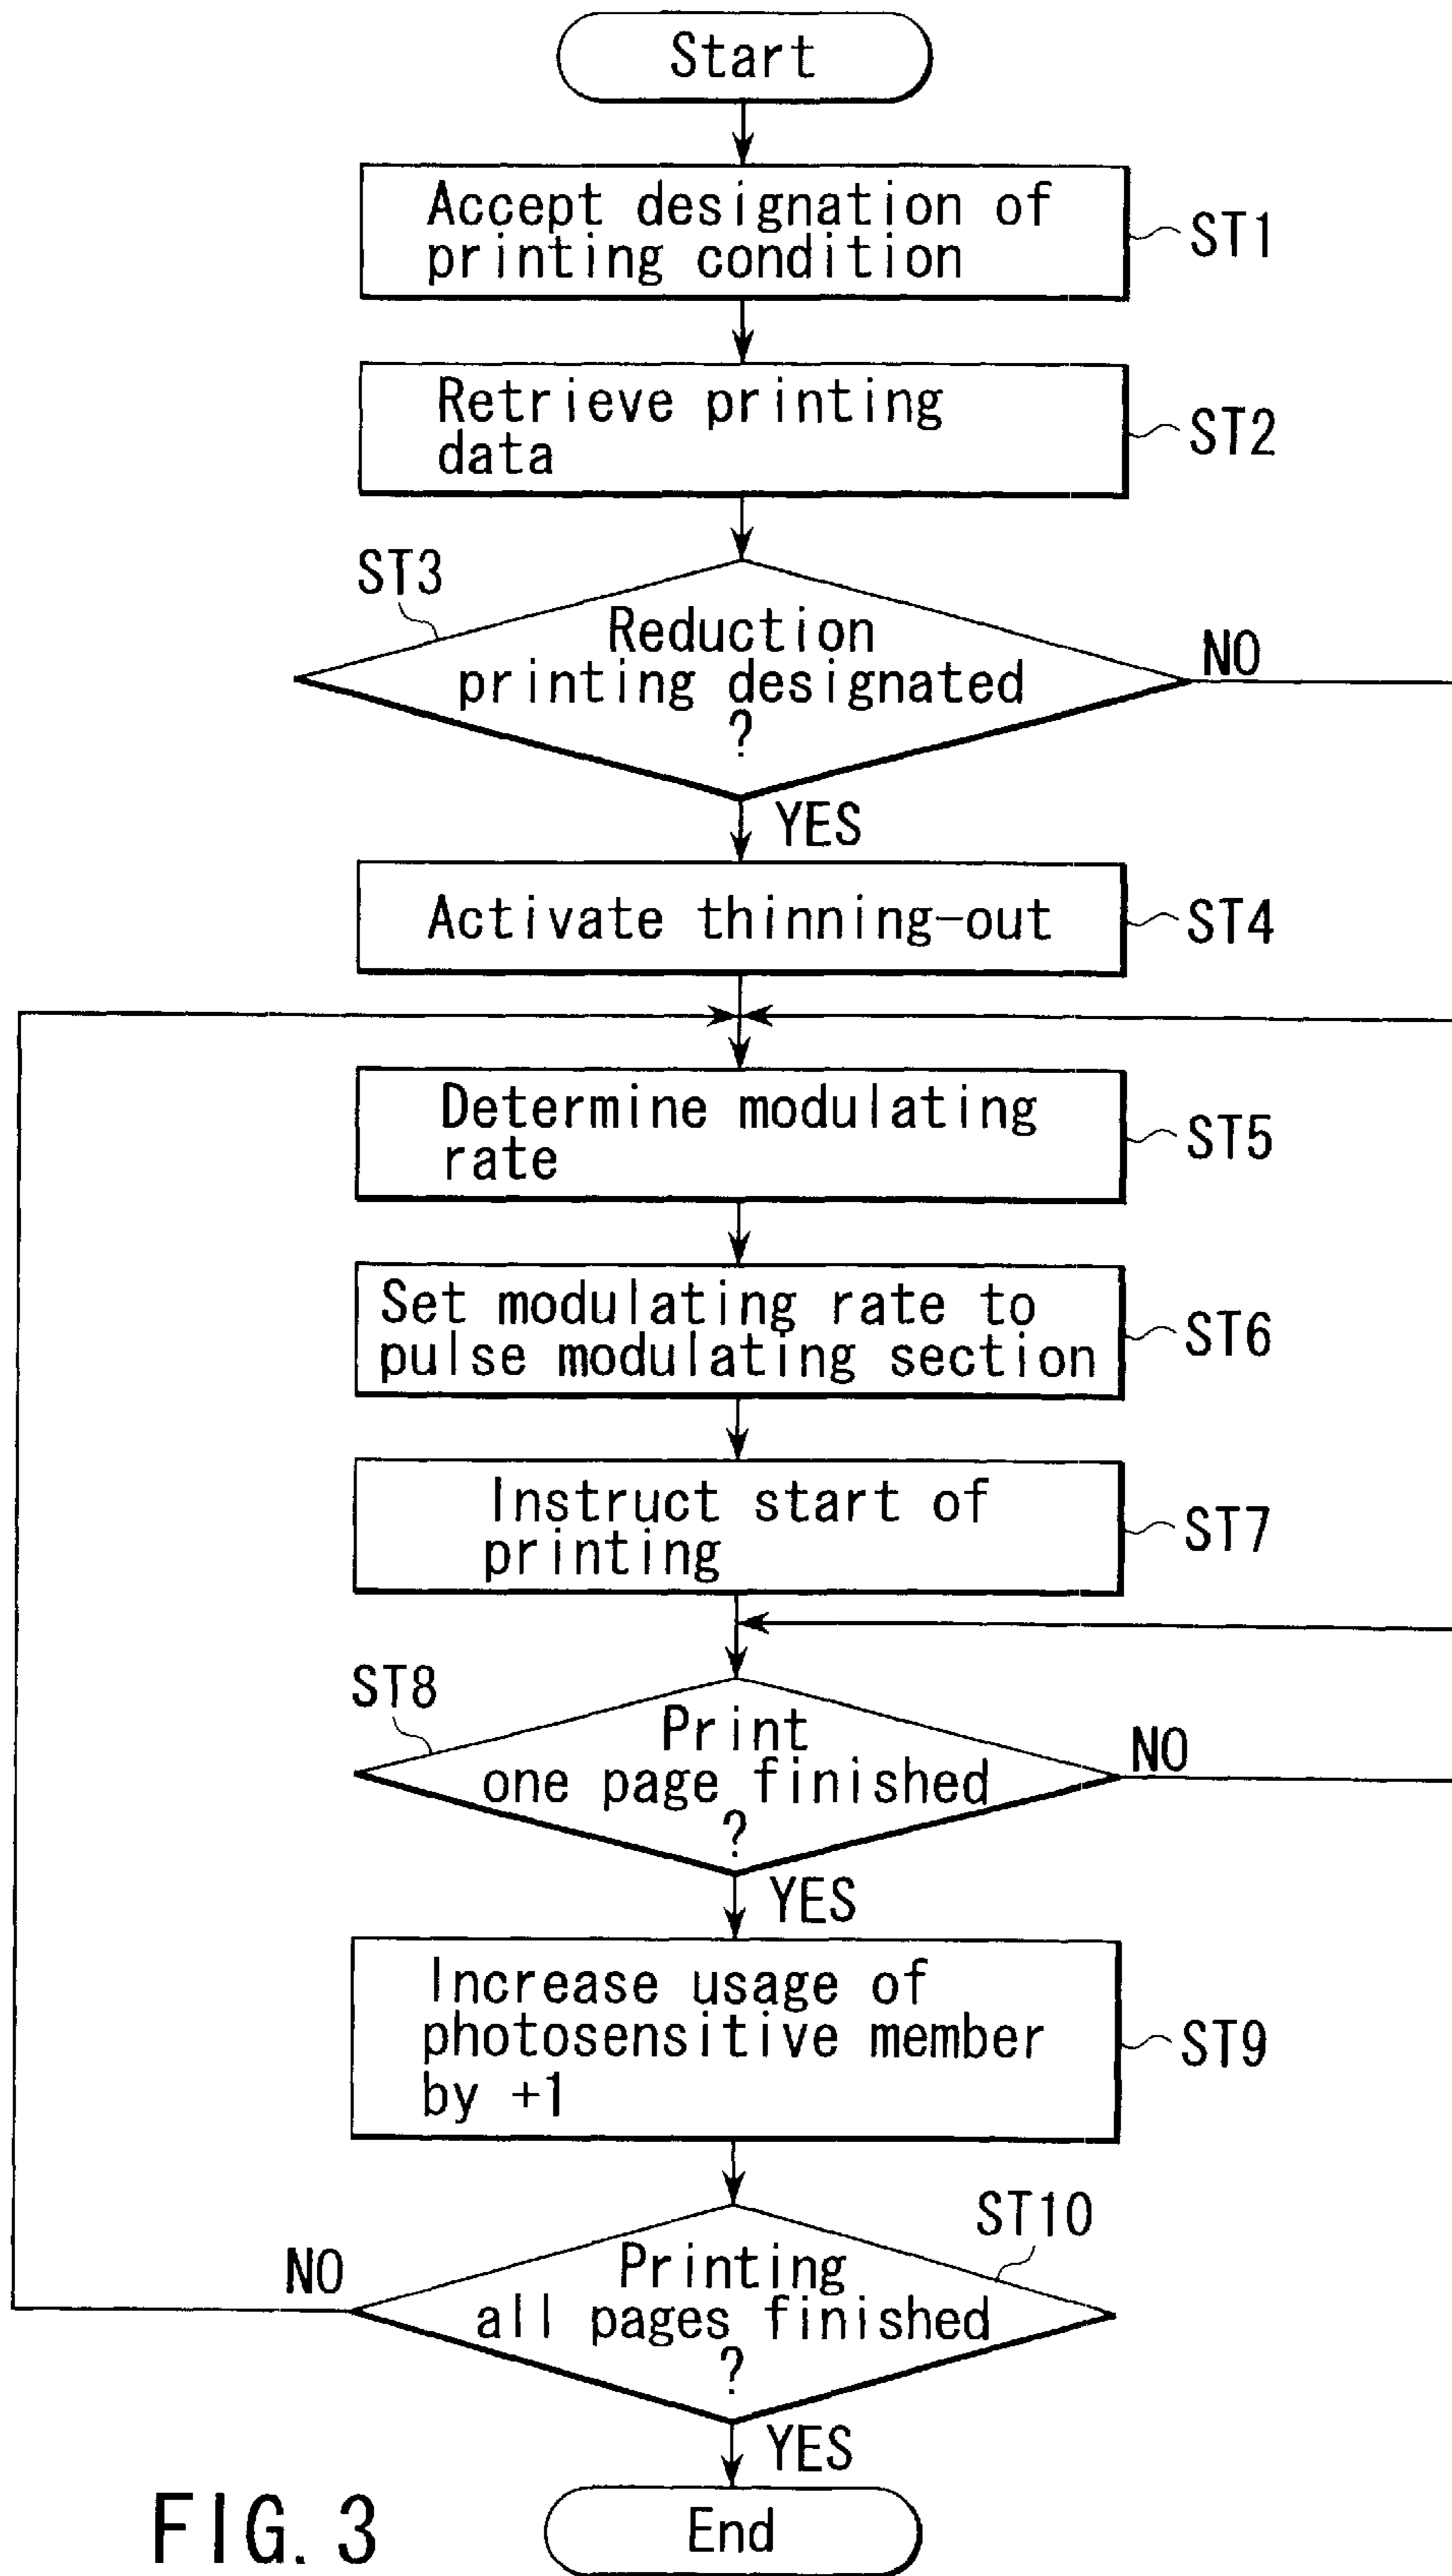 Start
Accept designation of
printing condition
ST1
Retrieve printing
data
ST2
ST3
Reduction
printing designated
?
NO
YES
Activate thinning-out
ST4
Determine modulating
rate
ST5
Set modulating rate to
pulse modulating section
ST6
Instruct start of
printing
ST7
ST8
Print
one page finished
?
NO
YES
Increase usage of
photosensitive member
by +1
ST9
ST10
Printing
all pages finished
?
NO
YES
End
FIG. 3